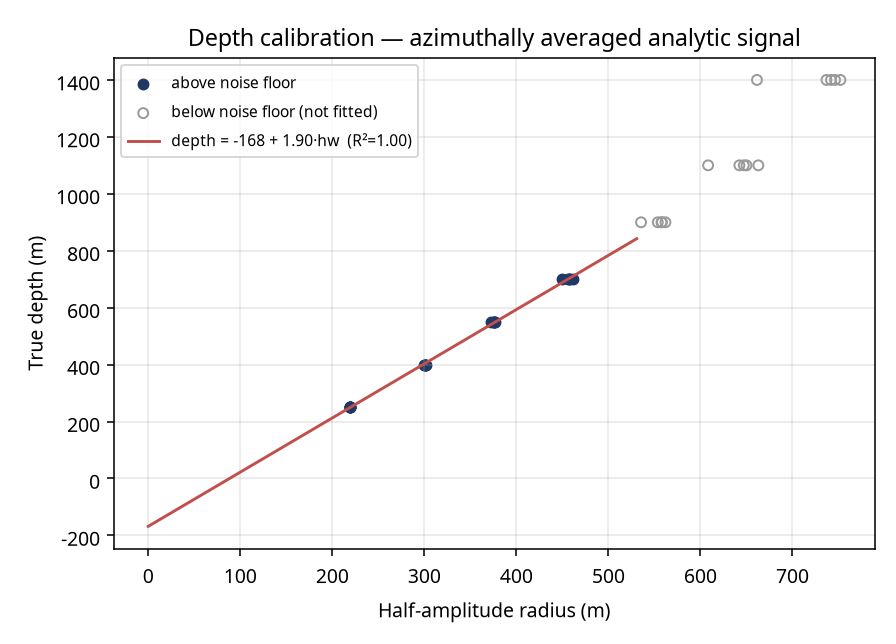 Depth calibration — azimuthally averaged analytic signal
above noise floor
below noise floor (not fitted)
depth = -168 + 1.90·hw (R²=1.00)
True depth (m)
1400
1200
1000
800
600
400
200
0
-200
0 100 200 300 400 500 600 700
Half-amplitude radius (m)